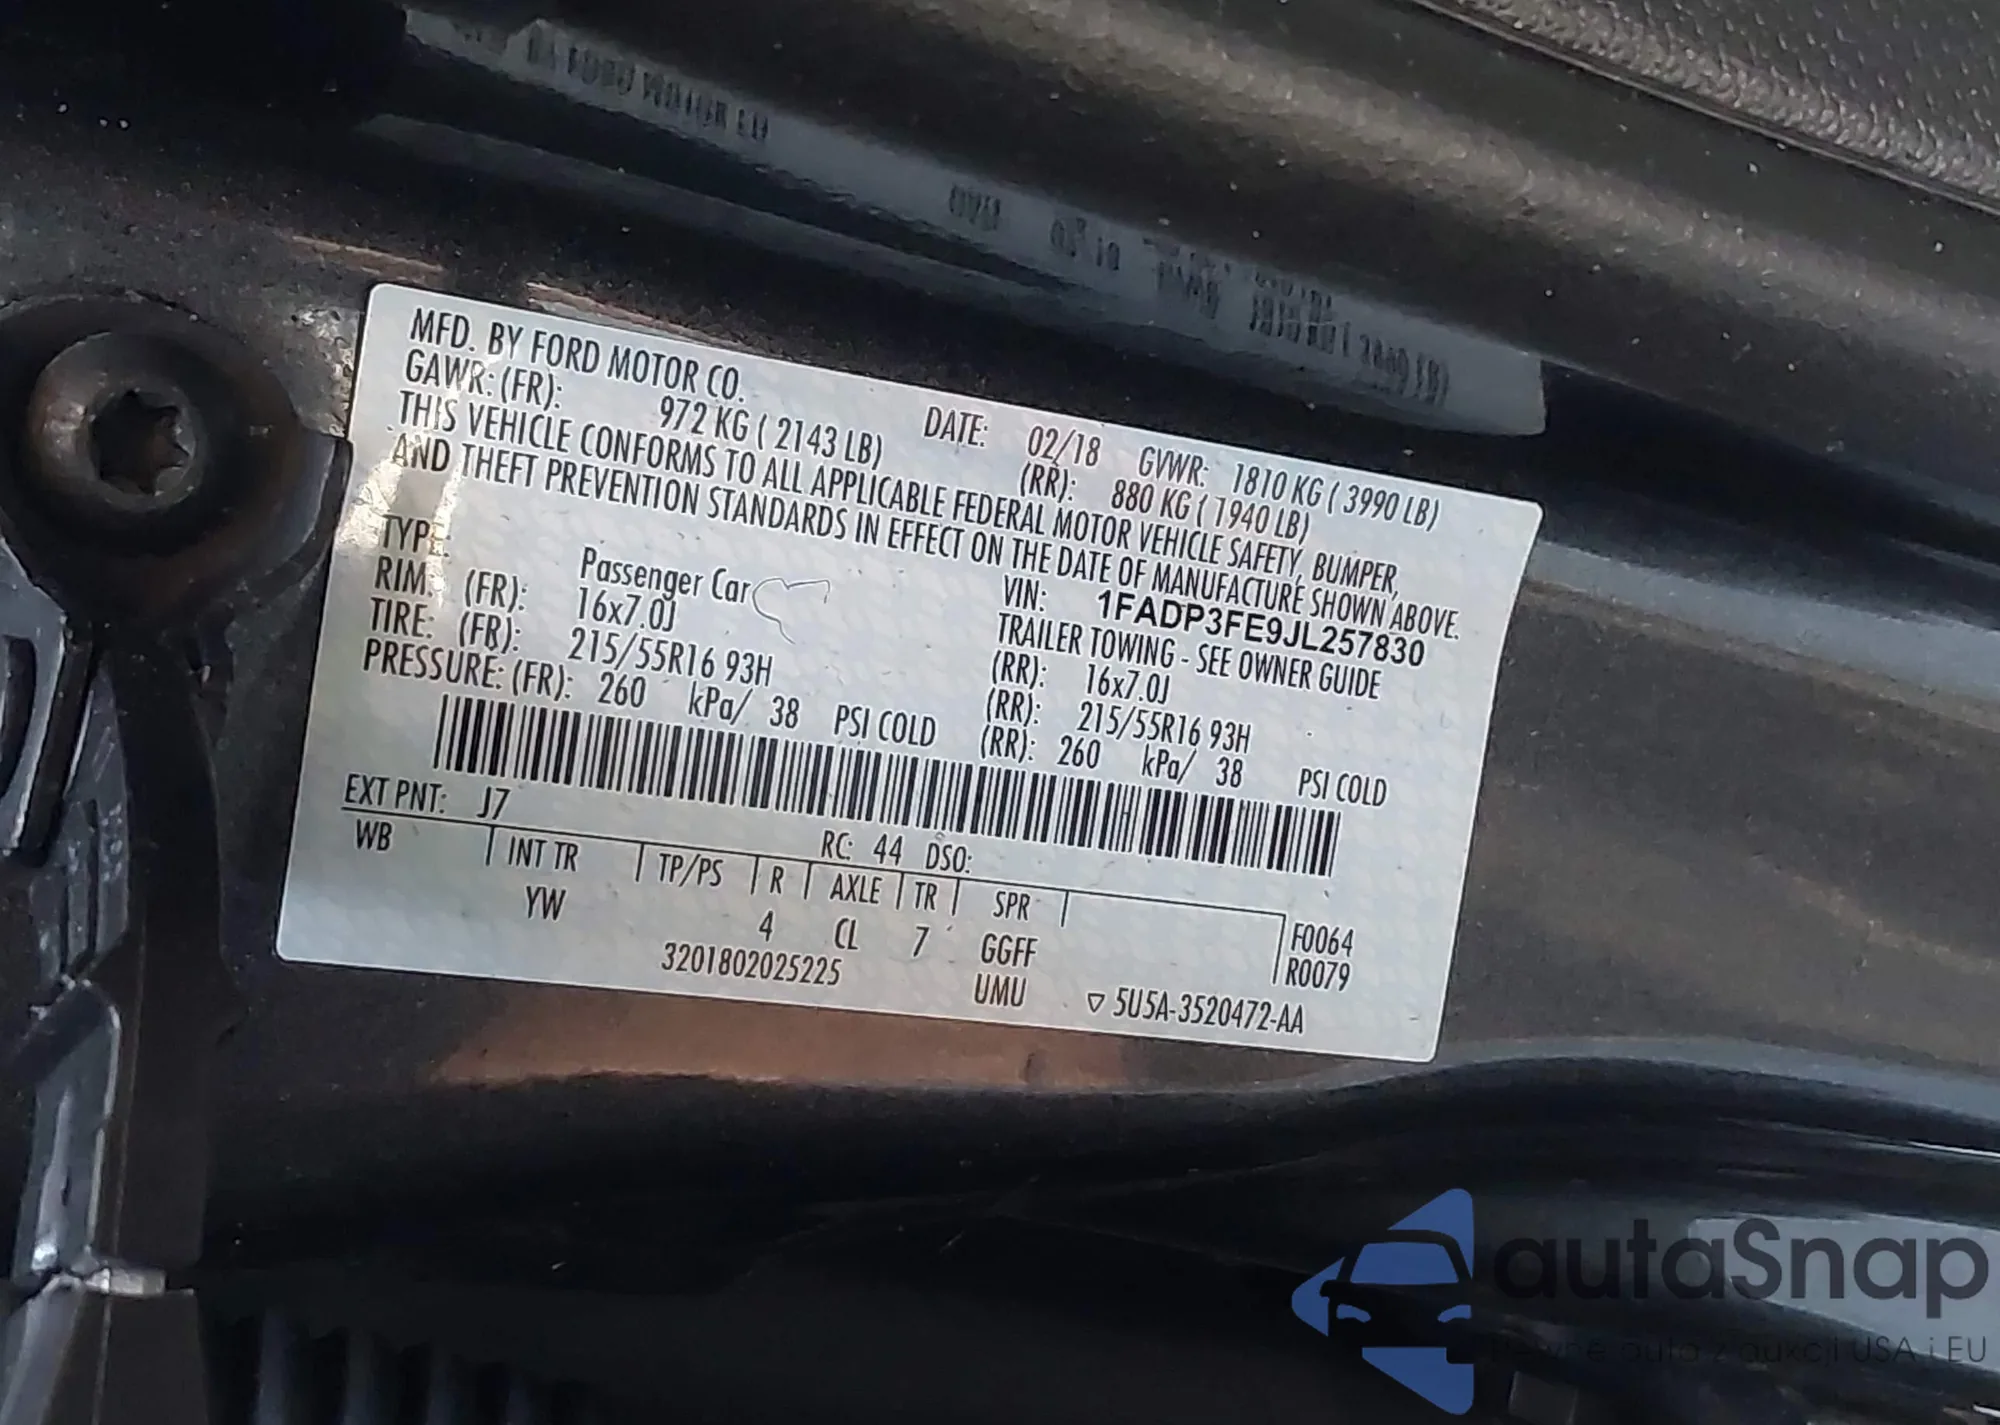 MFD. BY FORD MOTOR CO. DATE: 02/18 GVWR: 1810 KG ( 3990 LB)
GAWR: (FR): 972 KG ( 2143 LB) (RR): 880 KG ( 1940 LB)
THIS VEHICLE CONFORMS TO ALL APPLICABLE FEDERAL MOTOR VEHICLE SAFETY, BUMPER,
AND THEFT PREVENTION STANDARDS IN EFFECT ON THE DATE OF MANUFACTURE SHOWN ABOVE.
VIN: 1FADP3FE9JL257830
TYPE: Passenger Car TRAILER TOWING - SEE OWNER GUIDE
RIM: (FR): 16x7.0J (RR): 16x7.0J
TIRE: (FR): 215/55R16 93H (RR): 215/55R16 93H
PRESSURE: (FR): 260 kPa/ 38 PSI COLD (RR): 260 kPa/ 38 PSI COLD
EXT PNT: J7 RC: 44 DSO:
WB INT TR TP/PS R AXLE TR SPR
YW 4 CL 7 GGFF F0064
3201802025225 UMU R0079
▽ 5U5A-3520472-AA
autaSnap
Pewne auta z aukcji USA i EU